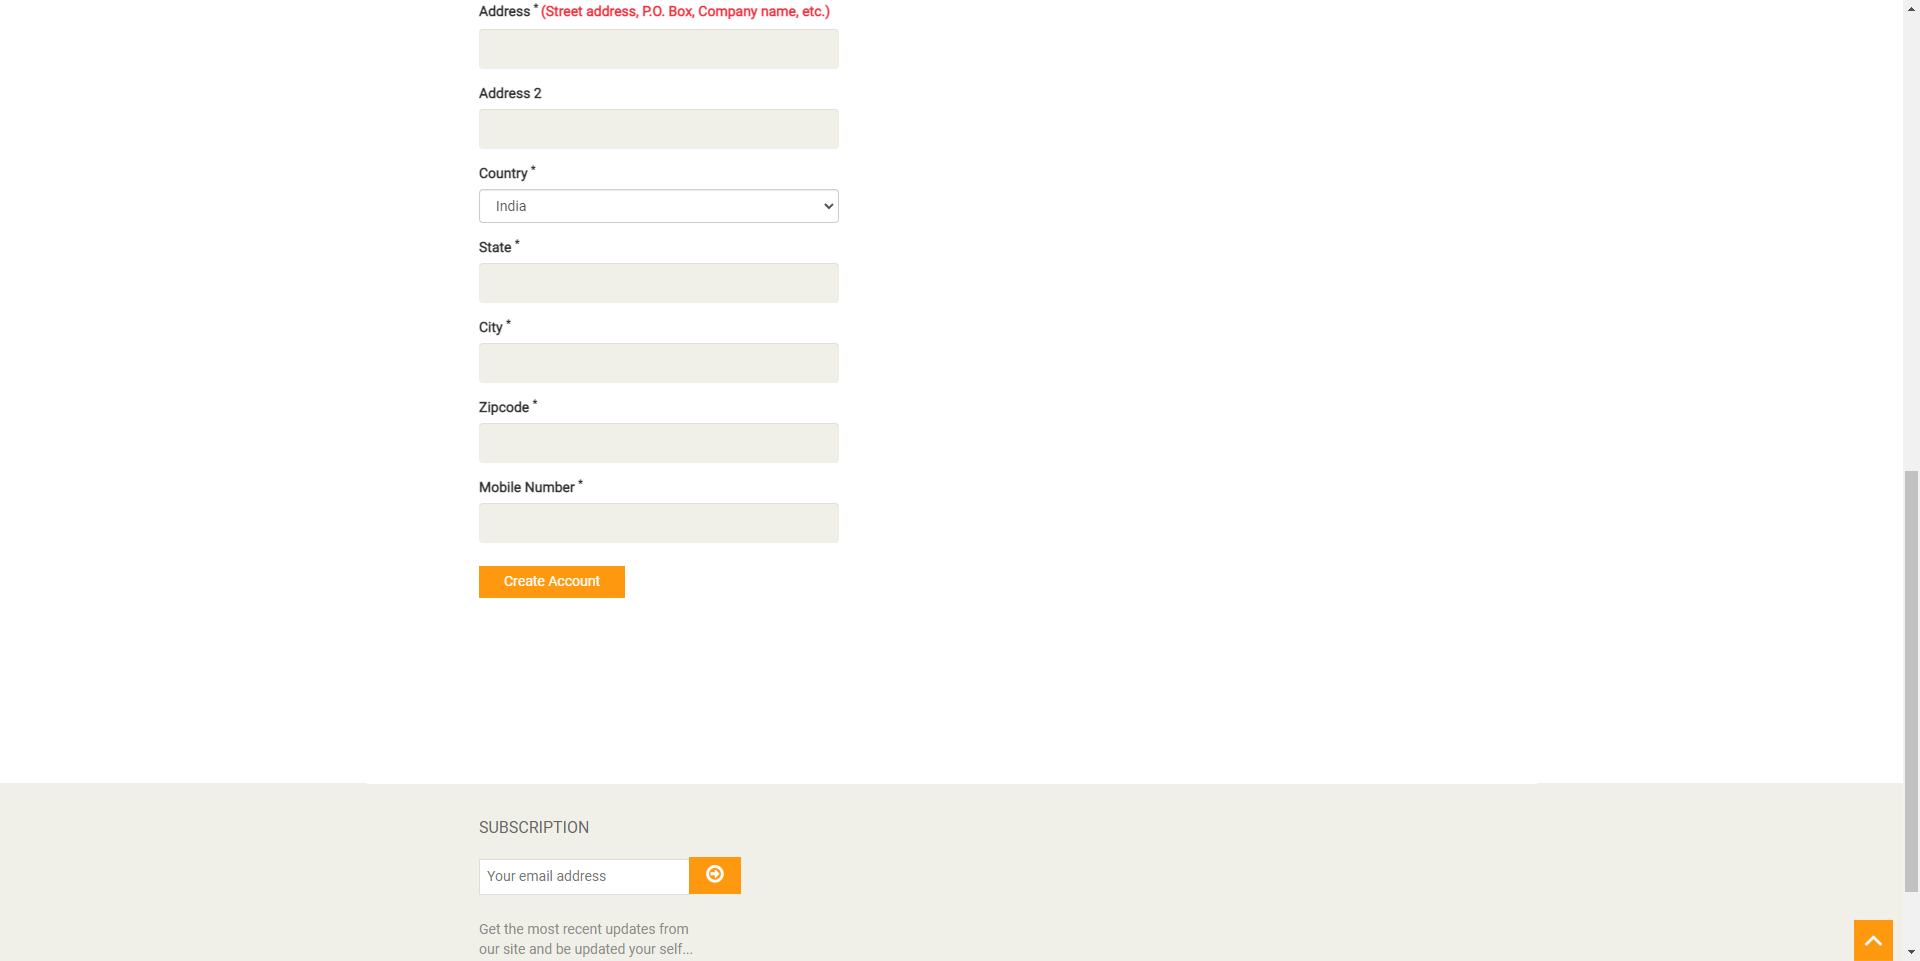 Address * (Street address, P.O. Box, Company name, etc.)
Address 2
Country *
India
State *
City *
Zipcode *
Mobile Number *
Create Account
SUBSCRIPTION
Your email address
Get the most recent updates from
our site and be updated your self...